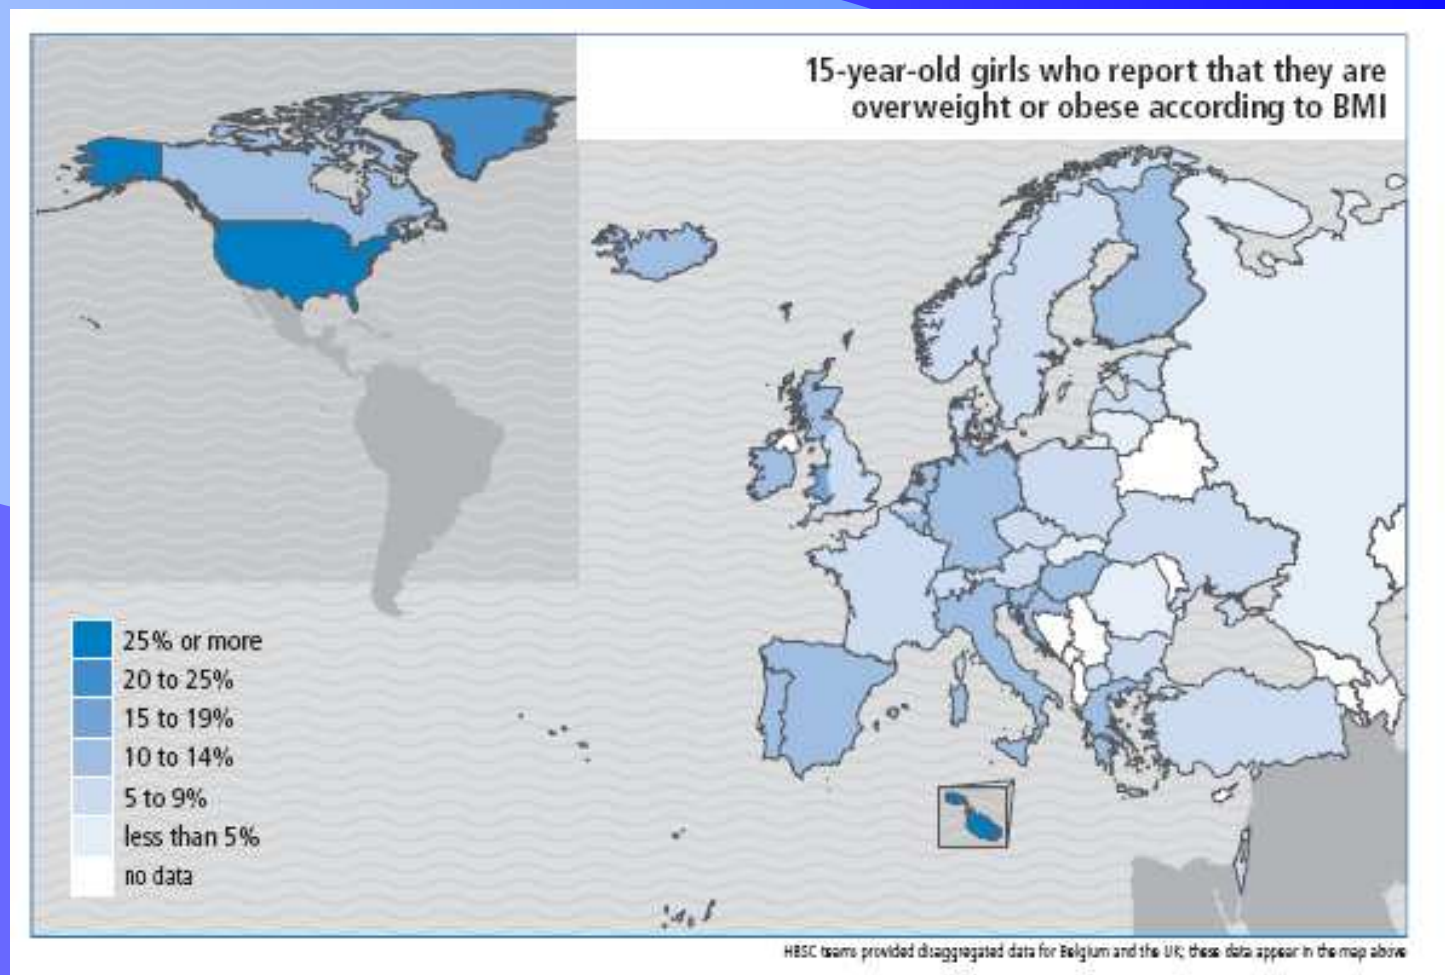 15-year-old girls who report that they are
overweight or obese according to BMI
25% or more
20 to 25%
15 to 19%
10 to 14%
5 to 9%
less than 5%
no data
HBSC teams provided disaggregated data for Belgium and the UK; these data appear in the map above